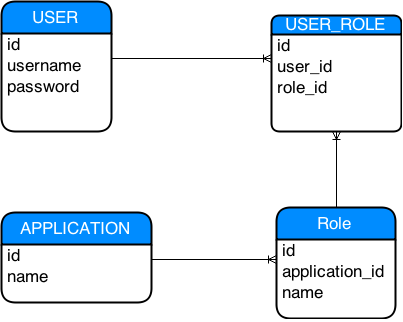 USER
id
username
password
USER_ROLE
id
user_id
role_id
APPLICATION
id
name
Role
id
application_id
name